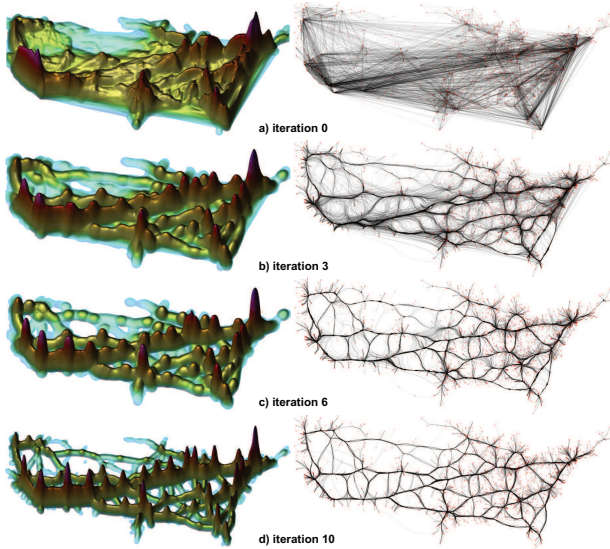 a) iteration 0
b) iteration 3
c) iteration 6
d) iteration 10